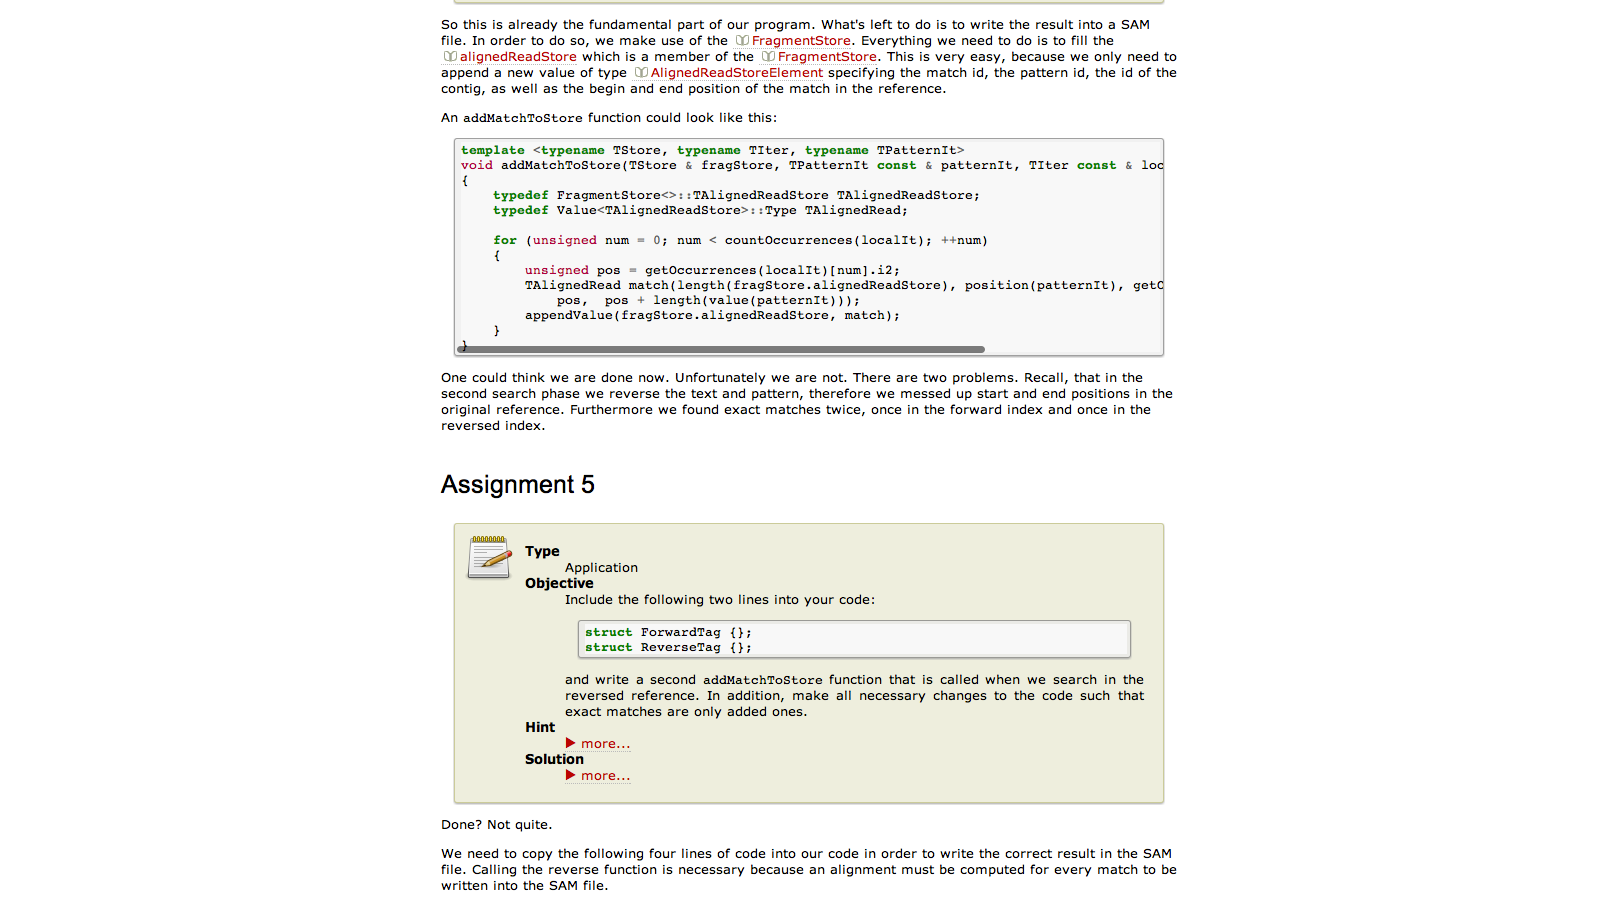 So this is already the fundamental part of our program. What's left to do is to write the result into a SAM
file. In order to do so, we make use of the FragmentStore. Everything we need to do is to fill the
alignedReadStore which is a member of the FragmentStore. This is very easy, because we only need to
append a new value of type AlignedReadStoreElement specifying the match id, the pattern id, the id of the
contig, as well as the begin and end position of the match in the reference.
An addMatchToStore function could look like this:
template <typename TStore, typename TIter, typename TPatternIt>
void addMatchToStore(TStore & fragStore, TPatternIt const & patternIt, TIter const & loc
{
    typedef FragmentStore<>::TAlignedReadStore TAlignedReadStore;
    typedef Value<TAlignedReadStore>::Type TAlignedRead;
    for (unsigned num = 0; num < countOccurrences(localIt); ++num)
    {
        unsigned pos = getOccurrences(localIt)[num].i2;
        TAlignedRead match(length(fragStore.alignedReadStore), position(patternIt), getO
            pos,  pos + length(value(patternIt)));
        appendValue(fragStore.alignedReadStore, match);
    }
}
One could think we are done now. Unfortunately we are not. There are two problems. Recall, that in the
second search phase we reverse the text and pattern, therefore we messed up start and end positions in the
original reference. Furthermore we found exact matches twice, once in the forward index and once in the
reversed index.
Assignment 5
Type
Application
Objective
Include the following two lines into your code:
struct ForwardTag {};
struct ReverseTag {};
and write a second addMatchToStore function that is called when we search in the
reversed reference. In addition, make all necessary changes to the code such that
exact matches are only added ones.
Hint
more...
Solution
more...
Done? Not quite.
We need to copy the following four lines of code into our code in order to write the correct result in the SAM
file. Calling the reverse function is necessary because an alignment must be computed for every match to be
written into the SAM file.